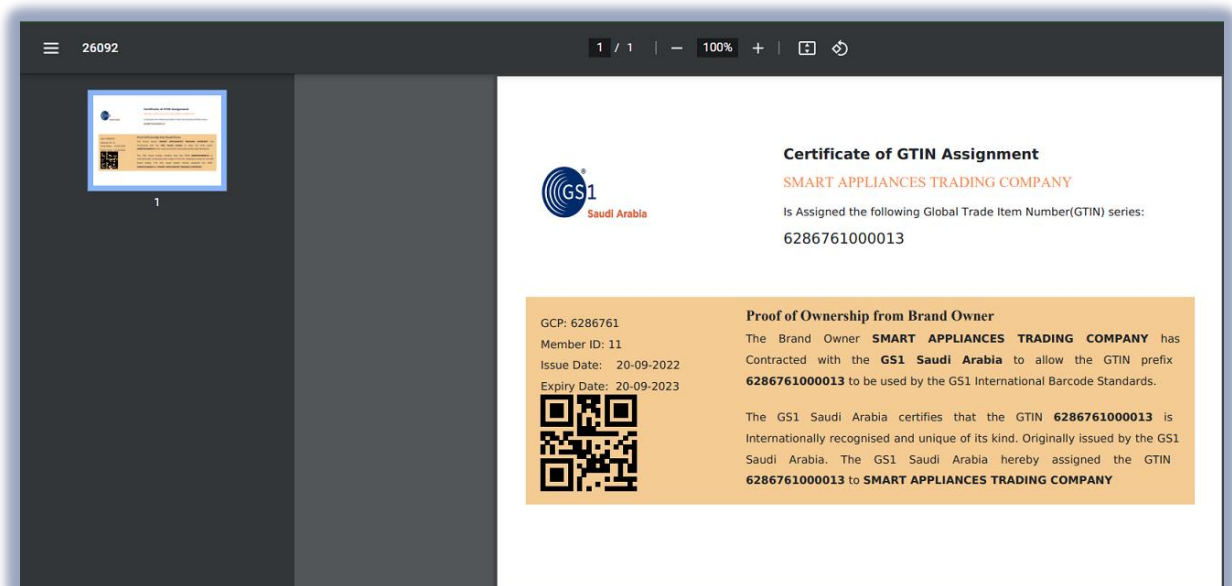 26092
1 / 1
100%
1
GS1
Saudi Arabia
Certificate of GTIN Assignment
SMART APPLIANCES TRADING COMPANY
Is Assigned the following Global Trade Item Number(GTIN) series:
6286761000013
GCP: 6286761
Member ID: 11
Issue Date: 20-09-2022
Expiry Date: 20-09-2023
Proof of Ownership from Brand Owner
The Brand Owner SMART APPLIANCES TRADING COMPANY has
Contracted with the GS1 Saudi Arabia to allow the GTIN prefix
6286761000013 to be used by the GS1 International Barcode Standards.
The GS1 Saudi Arabia certifies that the GTIN 6286761000013 is
Internationally recognised and unique of its kind. Originally issued by the GS1
Saudi Arabia. The GS1 Saudi Arabia hereby assigned the GTIN
6286761000013 to SMART APPLIANCES TRADING COMPANY